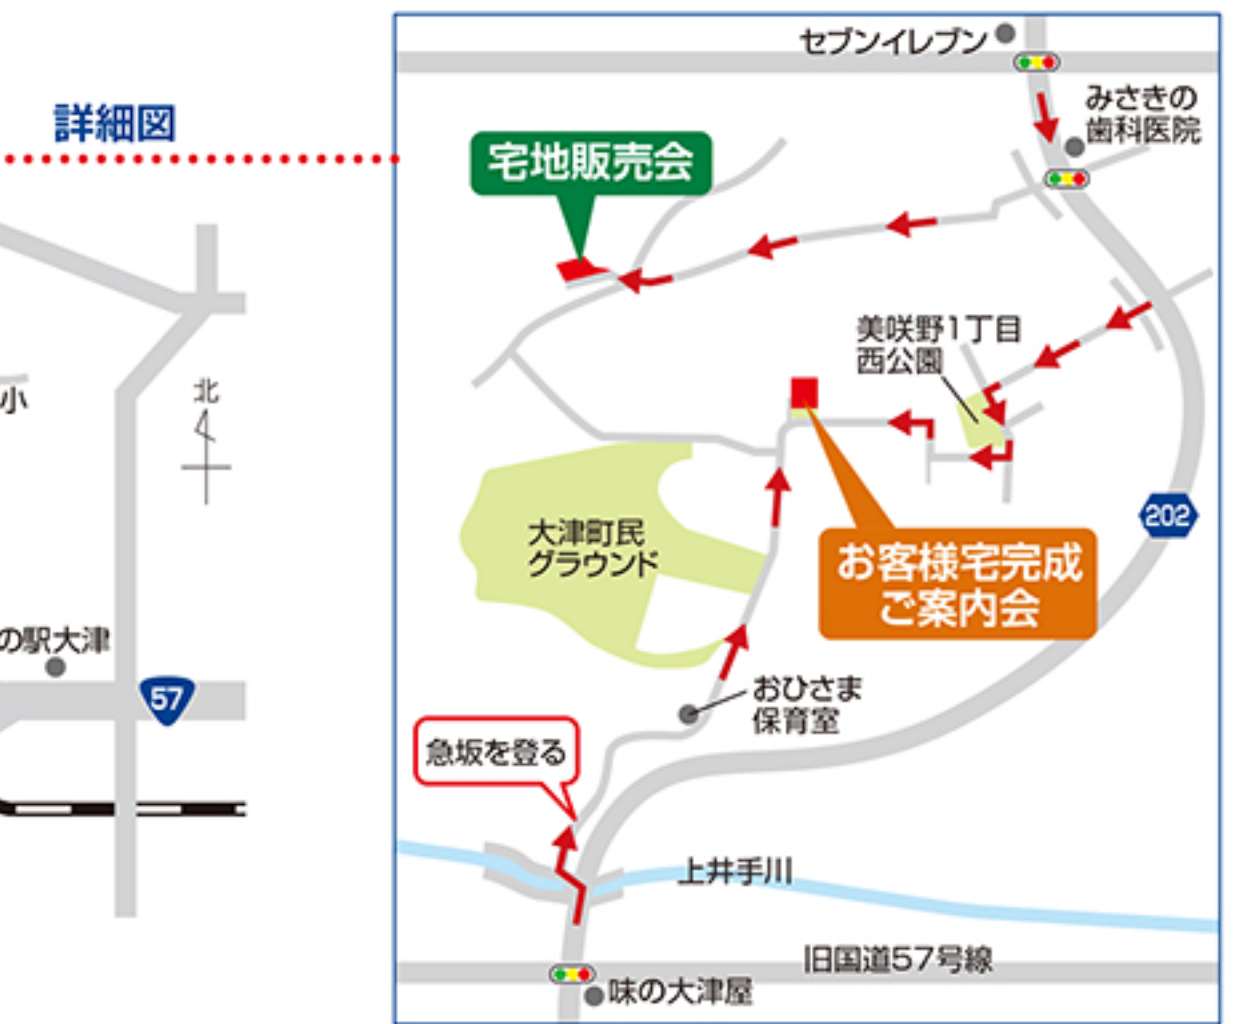 詳細図
小
北
の駅大津
57
セブンイレブン
みさきの
歯科医院
宅地販売会
美咲野1丁目
西公園
202
大津町民
グラウンド
お客様宅完成
ご案内会
おひさま
保育室
急坂を登る
上井手川
旧国道57号線
味の大津屋